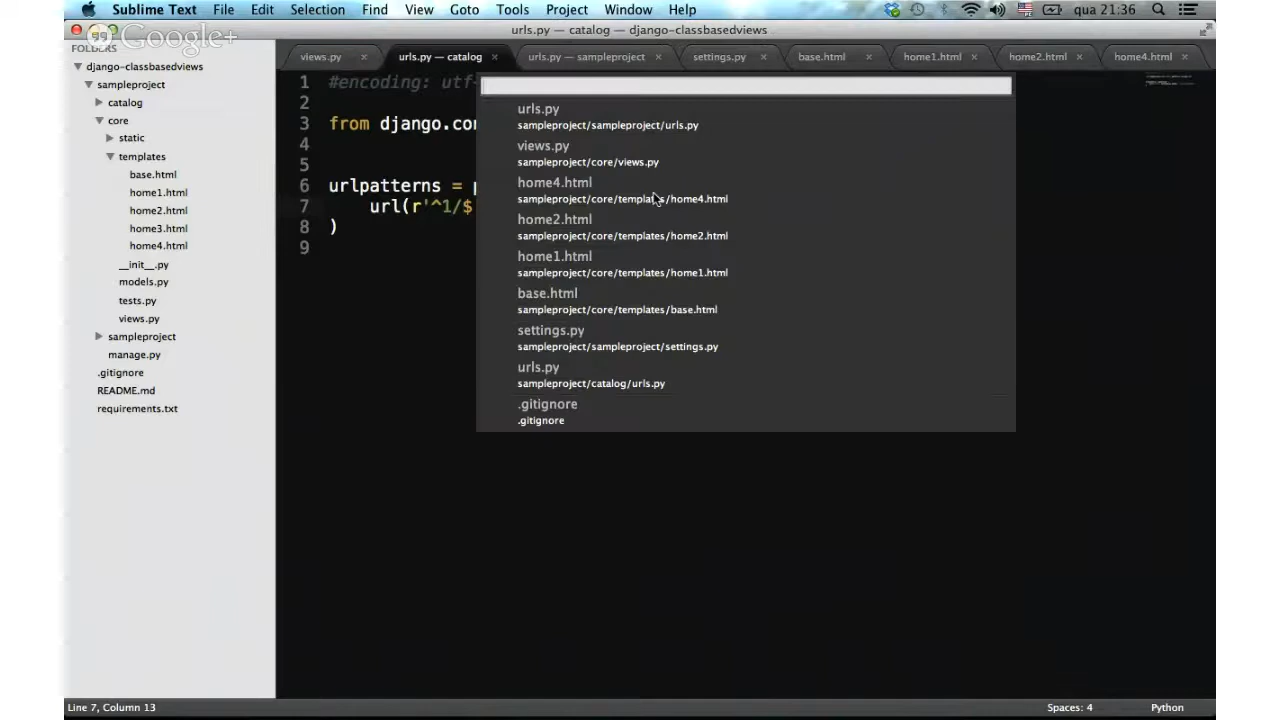 Sublime Text File Edit Selection Find View Goto Tools Project Window Help qua 21:36
urls.py — catalog — django-classbasedviews
Google+
FOLDERS
django-classbasedviews
sampleproject
catalog
core
static
templates
base.html
home1.html
home2.html
home3.html
home4.html
__init__.py
models.py
tests.py
views.py
sampleproject
manage.py
.gitignore
README.md
requirements.txt
views.py × urls.py — catalog × urls.py — sampleproject × settings.py × base.html × home1.html × home2.html × home4.html ×
1 #encoding: utf-
2
3 from django.con
4
5
6 urlpatterns = p
7 url(r'^1/$
8 )
9
urls.py
sampleproject/sampleproject/urls.py
views.py
sampleproject/core/views.py
home4.html
sampleproject/core/templates/home4.html
home2.html
sampleproject/core/templates/home2.html
home1.html
sampleproject/core/templates/home1.html
base.html
sampleproject/core/templates/base.html
settings.py
sampleproject/sampleproject/settings.py
urls.py
sampleproject/catalog/urls.py
.gitignore
.gitignore
Line 7, Column 13 Spaces: 4 Python